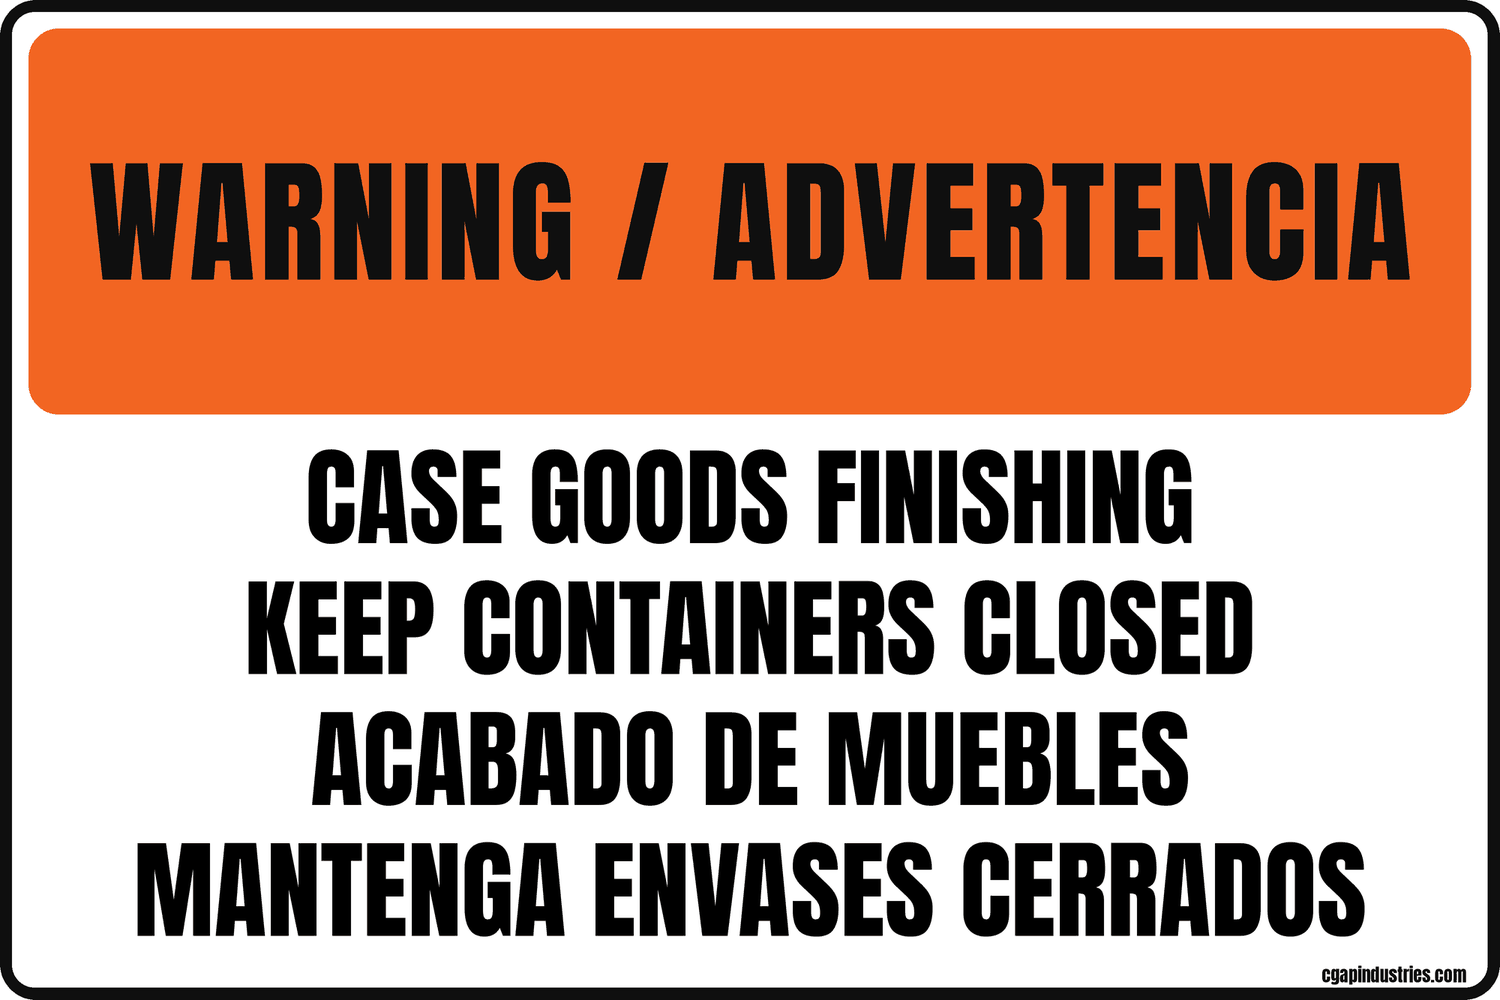 WARNING / ADVERTENCIA
CASE GOODS FINISHING
KEEP CONTAINERS CLOSED
ACABADO DE MUEBLES
MANTENGA ENVASES CERRADOS
cgapindustries.com